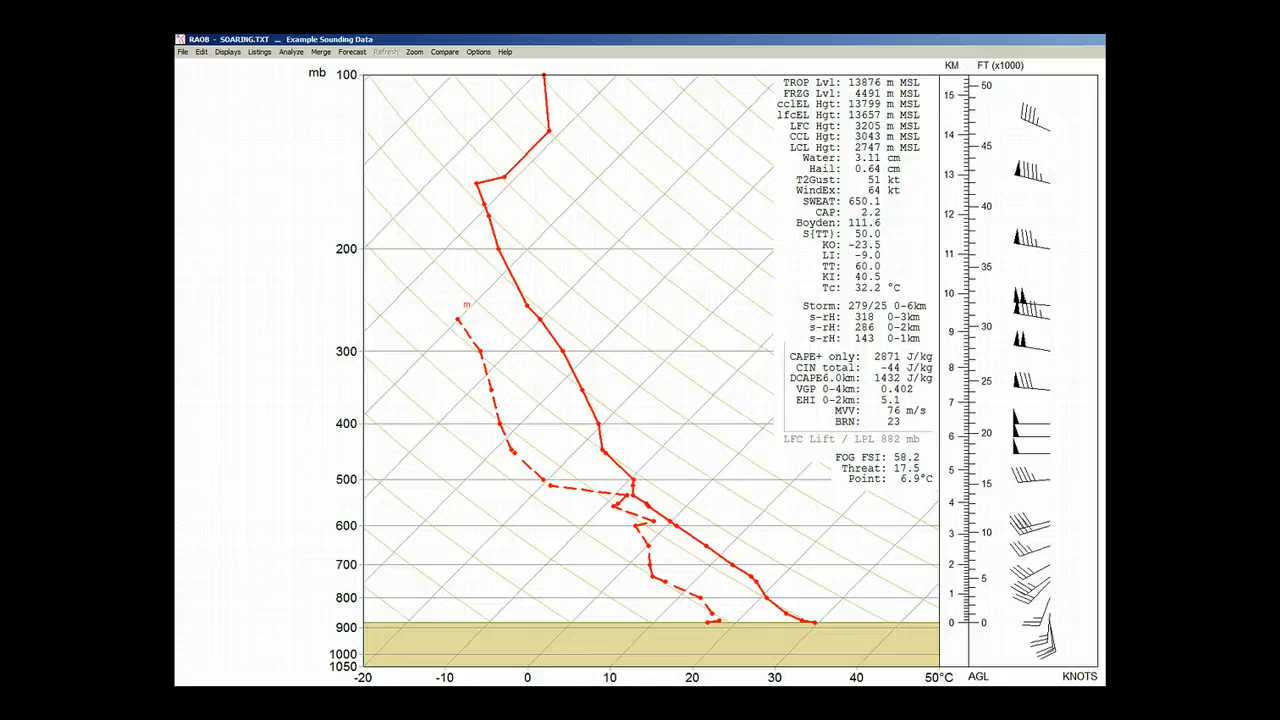 RAOB - SOARING.TXT ... Example Sounding Data
File Edit Displays Listings Analyze Merge Forecast Refresh Zoom Compare Options Help
mb
KM FT (x1000)
100
200
300
400
500
600
700
800
900
1000
1050
-20 -10 0 10 20 30 40 50°C
m
TROP Lvl: 13876 m MSL
FRZG Lvl: 4491 m MSL
cclEL Hgt: 13799 m MSL
lfcEL Hgt: 13657 m MSL
LFC Hgt: 3205 m MSL
CCL Hgt: 3043 m MSL
LCL Hgt: 2747 m MSL
Water: 3.11 cm
Hail: 0.64 cm
T2Gust: 51 kt
WindEx: 64 kt
SWEAT: 650.1
CAP: 2.2
Boyden: 111.6
S{TT}: 50.0
KO: -23.5
LI: -9.0
TT: 60.0
KI: 40.5
Tc: 32.2 °C
Storm: 279/25 0-6km
s-rH: 318 0-3km
s-rH: 286 0-2km
s-rH: 143 0-1km
CAPE+ only: 2871 J/kg
CIN total: -44 J/kg
DCAPE6.0km: 1432 J/kg
VGP 0-4km: 0.402
EHI 0-2km: 5.1
MVV: 76 m/s
BRN: 23
LFC Lift / LPL 882 mb
FOG FSI: 58.2
Threat: 17.5
Point: 6.9°C
15
14
13
12
11
10
9
8
7
6
5
4
3
2
1
0
50
45
40
35
30
25
20
15
10
5
0
AGL KNOTS